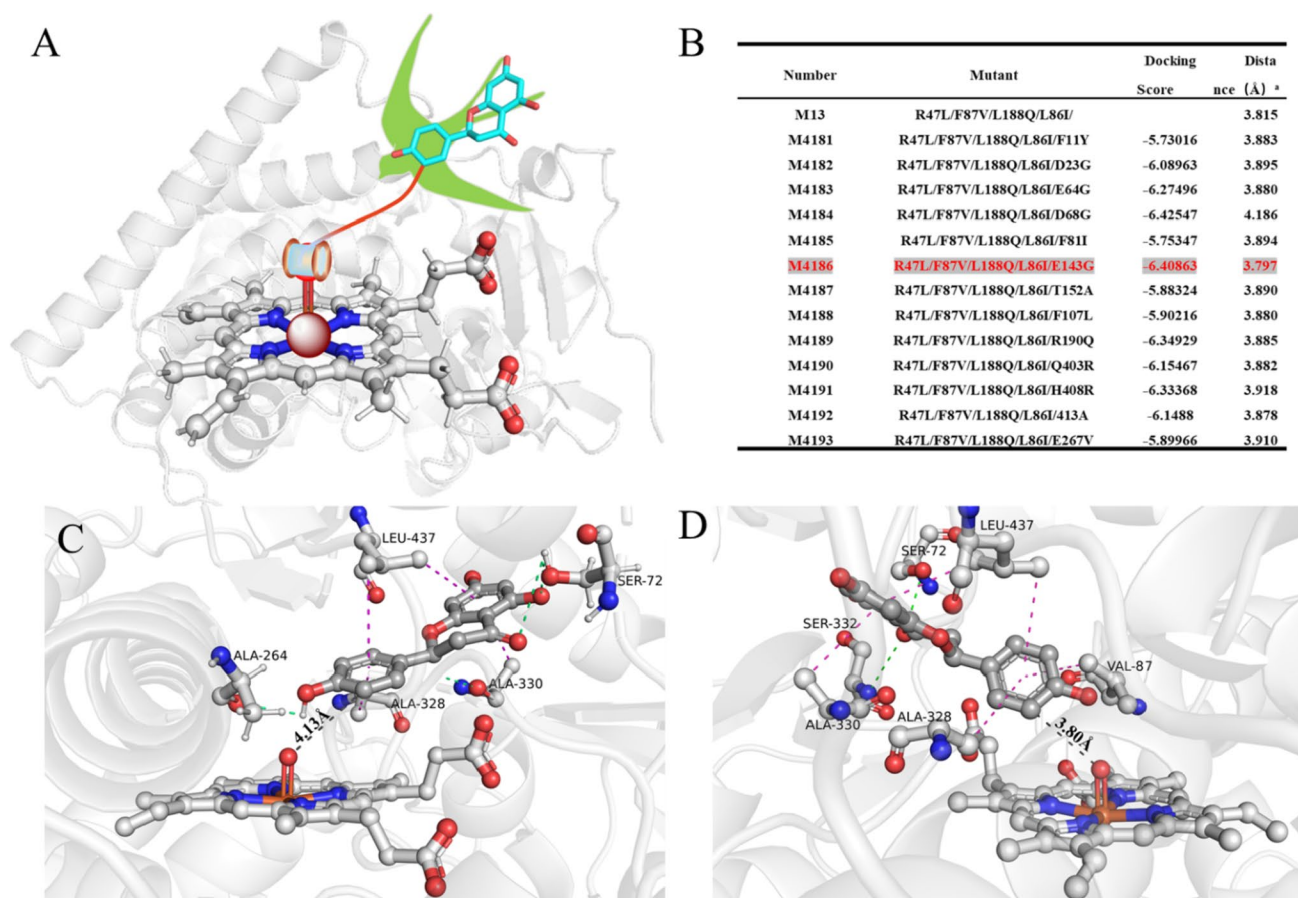 A
B
Number Mutant Docking Score Dista nce (Å) a
M13 R47L/F87V/L188Q/L86I/ 3.815
M4181 R47L/F87V/L188Q/L86I/F11Y -5.73016 3.883
M4182 R47L/F87V/L188Q/L86I/D23G -6.08963 3.895
M4183 R47L/F87V/L188Q/L86I/E64G -6.27496 3.880
M4184 R47L/F87V/L188Q/L86I/D68G -6.42547 4.186
M4185 R47L/F87V/L188Q/L86I/F81I -5.75347 3.894
M4186 R47L/F87V/L188Q/L86I/E143G -6.40863 3.797
M4187 R47L/F87V/L188Q/L86I/T152A -5.88324 3.890
M4188 R47L/F87V/L188Q/L86I/F107L -5.90216 3.880
M4189 R47L/F87V/L188Q/L86I/R190Q -6.34929 3.885
M4190 R47L/F87V/L188Q/L86I/Q403R -6.15467 3.882
M4191 R47L/F87V/L188Q/L86I/H408R -6.33368 3.918
M4192 R47L/F87V/L188Q/L86I/413A -6.1488 3.878
M4193 R47L/F87V/L188Q/L86I/E267V -5.89966 3.910
C
LEU-437
SER-72
ALA-264
ALA-330
ALA-328
4.13Å
D
LEU-437
SER-72
SER-332
VAL-87
ALA-330
ALA-328
3.80Å